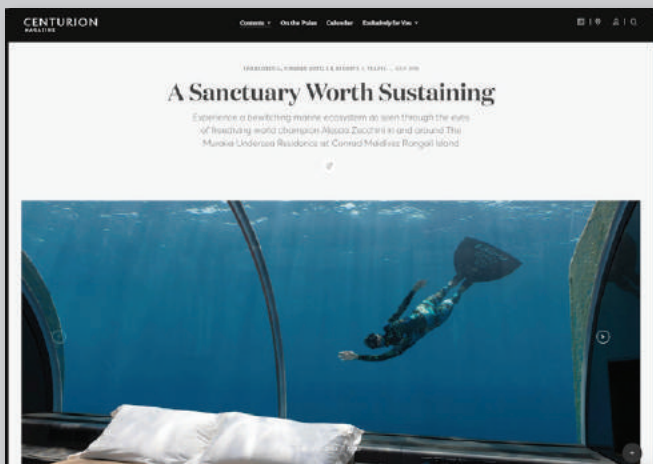 CENTURION
MAGAZINE
Contents
On the Pulse
Calendar
Exclusively for You
A Sanctuary Worth Sustaining
Experience a bewitching marine ecosystem as seen through the eyes
of freediving world champion Alessia Zecchini in and around The
Muraka Undersea Residence at Conrad Maldives Rangali Island